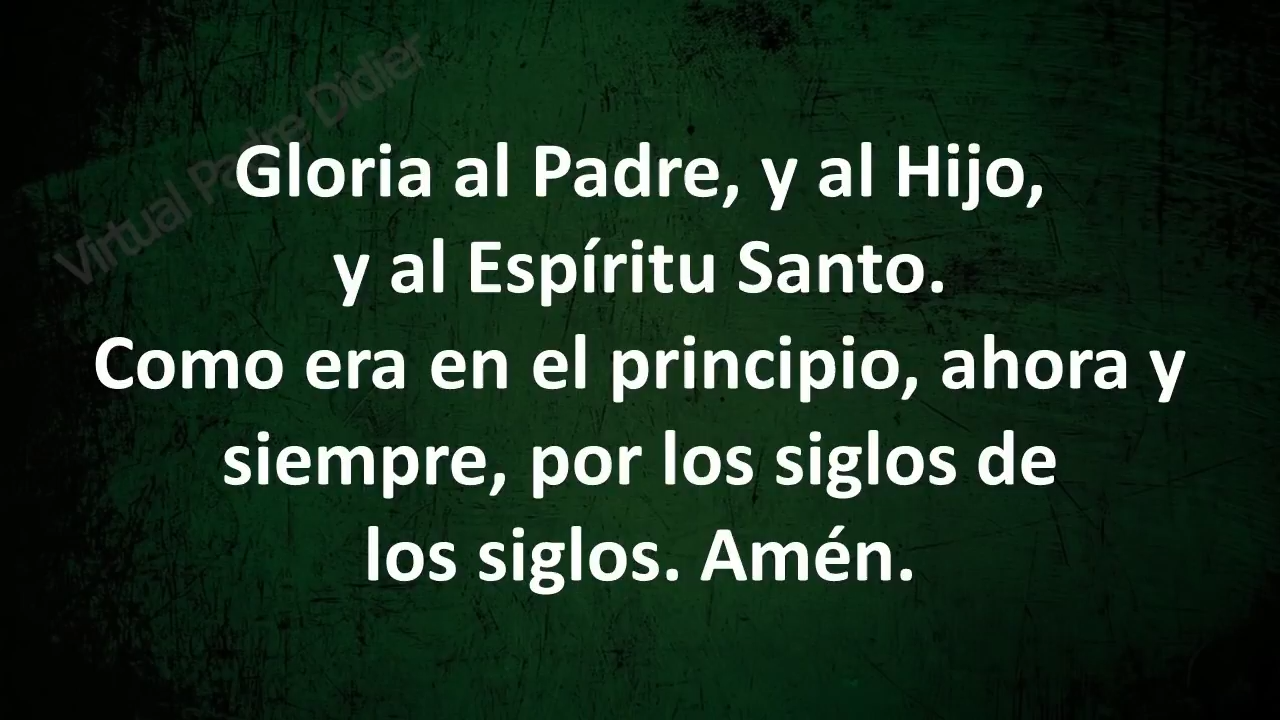 Virtual Padre Didier
Gloria al Padre, y al Hijo,
y al Espíritu Santo.
Como era en el principio, ahora y
siempre, por los siglos de
los siglos. Amén.